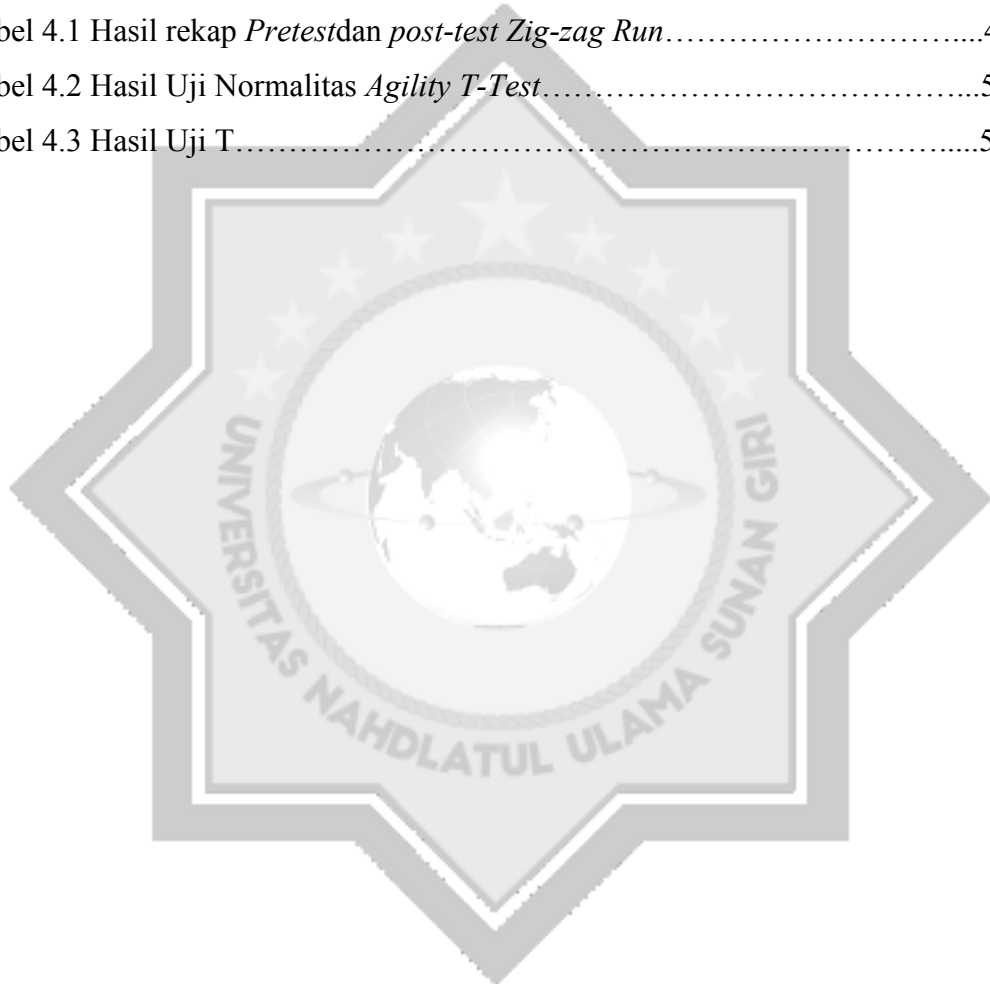 bel 4.1 Hasil rekap Pretestdan post-test Zig-zag Run………………………....4
bel 4.2 Hasil Uji Normalitas Agility T-Test…………………………………...5
bel 4.3 Hasil Uji T………………………………………………………….....5
UNIVERSITAS NAHDLATUL ULAMA SUNAN GIRI